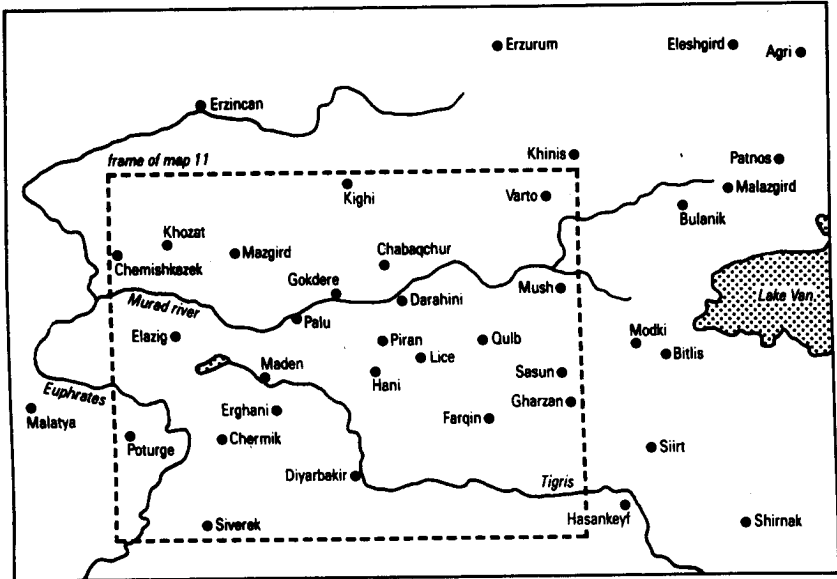 Erzurum
Eleshgird
Agri
Erzincan
frame of map 11
Khinis
Patnos
Malazgird
Kighi
Varto
Bulanik
Khozat
Chemishkazek
Mazgird
Chabaqchur
Gokdere
Mush
Murad river
Darahini
Lake Van
Palu
Elazig
Piran
Qulb
Modki
Lice
Bitlis
Maden
Hani
Sasun
Euphrates
Gharzan
Malatya
Erghani
Farqin
Poturge
Chermik
Siirt
Diyarbakir
Tigris
Hasankeyf
Siverek
Shirnak